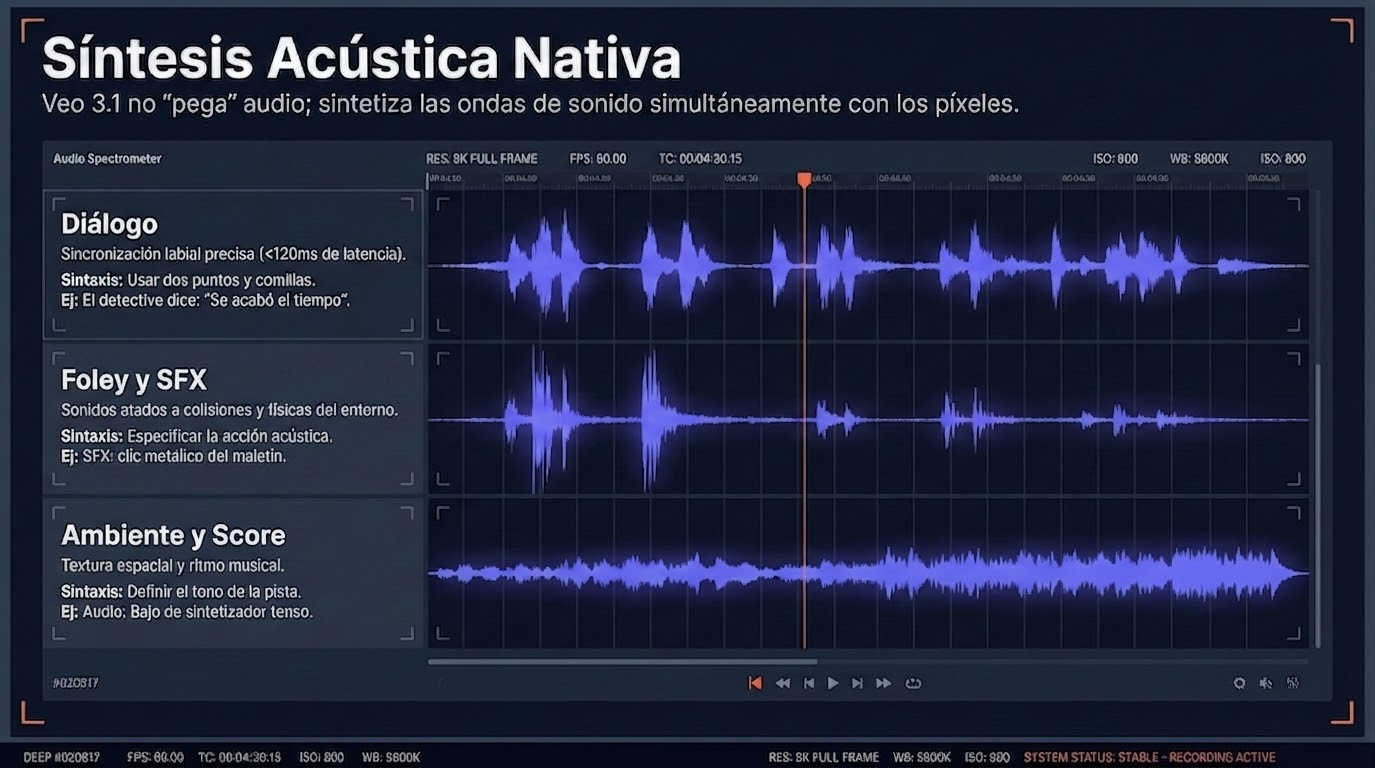 Síntesis Acústica Nativa
Veo 3.1 no "pega" audio; sintetiza las ondas de sonido simultáneamente con los píxeles.
Audio Spectrometer
RES: 8K FULL FRAME FPS: 60.00 TC: 00:04:30.15
ISO: 800 WB: S800K ISO: 800
Diálogo
Sincronización labial precisa (<120ms de latencia).
Sintaxis: Usar dos puntos y comillas.
Ej: El detective dice: "Se acabó el tiempo".
Foley y SFX
Sonidos atados a colisiones y físicas del enterno.
Sintaxis: Especificar la acción acústica.
Ej: SFX: clic metálico del maletin.
Ambiente y Score
Textura espacial y ritmo musical.
Sintaxis: Definir el tono de la pista.
Ej: Audio: Bajo de sintetizador tenso.
#020817
DEEP #020817 FPS: 60.00 TC: 00:04:30:15 ISO: 800 WB: S800K
RES: 8K FULL FRAME WB: S800K ISO: 980 SYSTEM STATUS: STABLE - RECORDING ACTIVE